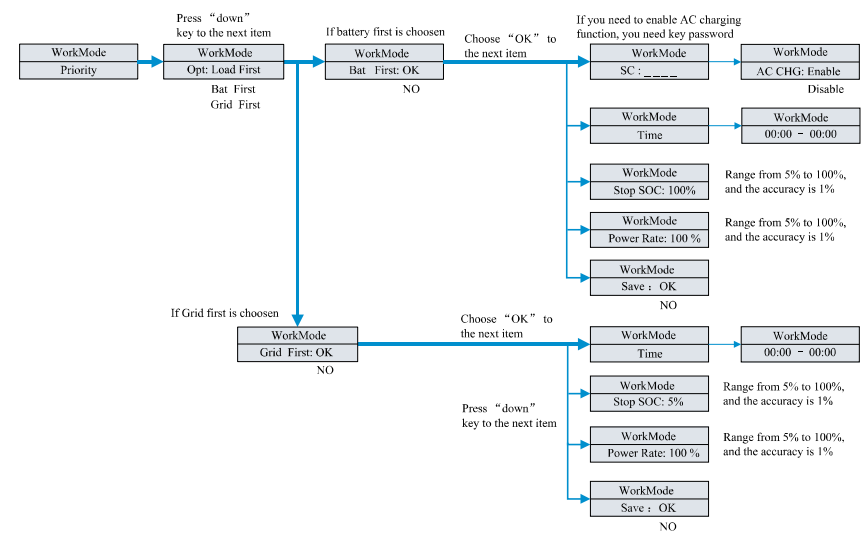 Press “down”
key to the next item
WorkMode
Priority
WorkMode
Opt: Load First
Bat First
Grid First
If battery first is choosen
WorkMode
Bat First: OK
NO
Choose “OK” to
the next item
If you need to enable AC charging
function, you need key password
WorkMode
SC : _ _ _ _
WorkMode
AC CHG: Enable
Disable
WorkMode
Time
WorkMode
00:00 - 00:00
WorkMode
Stop SOC: 100%
Range from 5% to 100%,
and the accuracy is 1%
WorkMode
Power Rate: 100 %
Range from 5% to 100%,
and the accuracy is 1%
WorkMode
Save : OK
NO
If Grid first is choosen
WorkMode
Grid First: OK
NO
Choose “OK” to
the next item
WorkMode
Time
WorkMode
00:00 - 00:00
Press “down”
key to the next item
WorkMode
Stop SOC: 5%
Range from 5% to 100%,
and the accuracy is 1%
WorkMode
Power Rate: 100 %
Range from 5% to 100%,
and the accuracy is 1%
WorkMode
Save : OK
NO